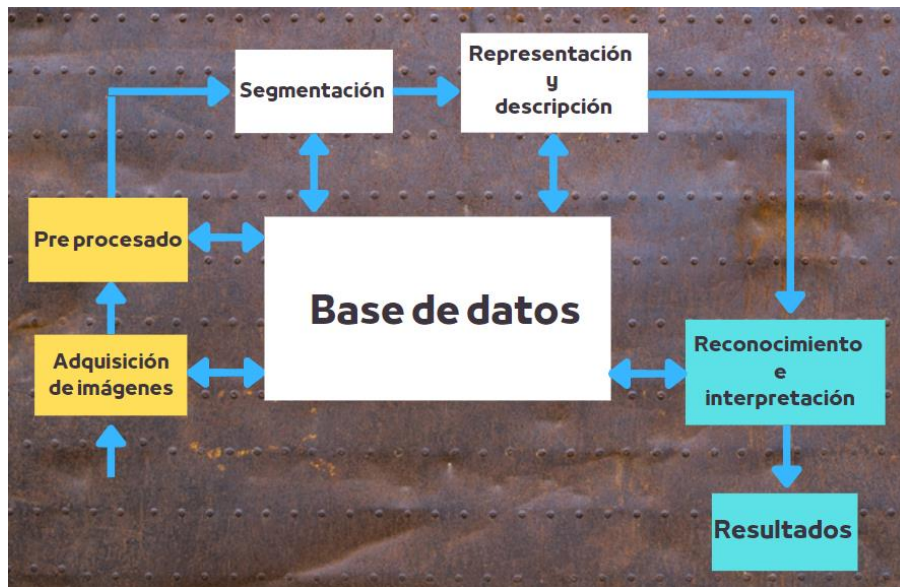 Representación
y
descripción
Segmentación
Pre procesado
Base de datos
Adquisición
de imágenes
Reconocimiento
e
interpretación
Resultados